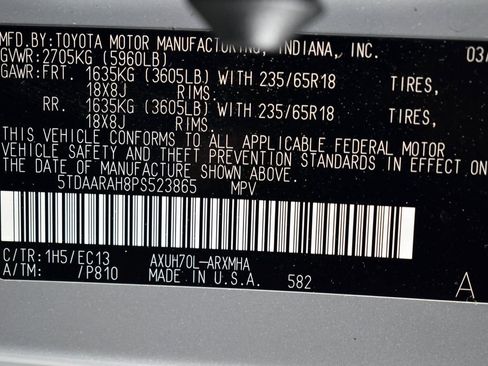 MFD.BY: TOYOTA MOTOR MANUFACTURING, INDIANA, INC. 03/
GVWR: 2705KG (5960LB)
GAWR: FRT. 1635KG (3605LB) WITH 235/65R18 TIRES,
18X8J RIMS.
RR. 1635KG (3605LB) WITH 235/65R18 TIRES,
18X8J RIMS.
THIS VEHICLE CONFORMS TO ALL APPLICABLE FEDERAL MOTOR
VEHICLE SAFETY AND THEFT PREVENTION STANDARDS IN EFFECT ON
THE DATE OF MANUFACTURE SHOWN ABOVE.
5TDAARAH8PS523865 MPV
C/TR: 1H5/EC13 AXUH70L-ARXMHA
A/TM: /P810 MADE IN U.S.A. 582 A